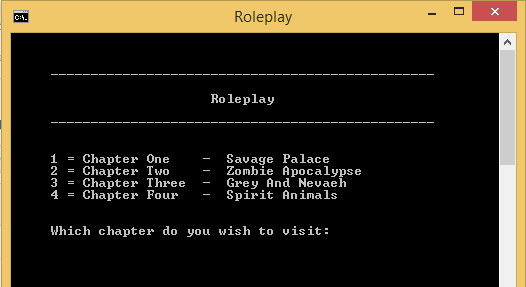 Roleplay
C:\.
Roleplay
1 = Chapter One - Savage Palace
2 = Chapter Two - Zombie Apocalypse
3 = Chapter Three - Grey And Nevaeh
4 = Chapter Four - Spirit Animals
Which chapter do you wish to visit: